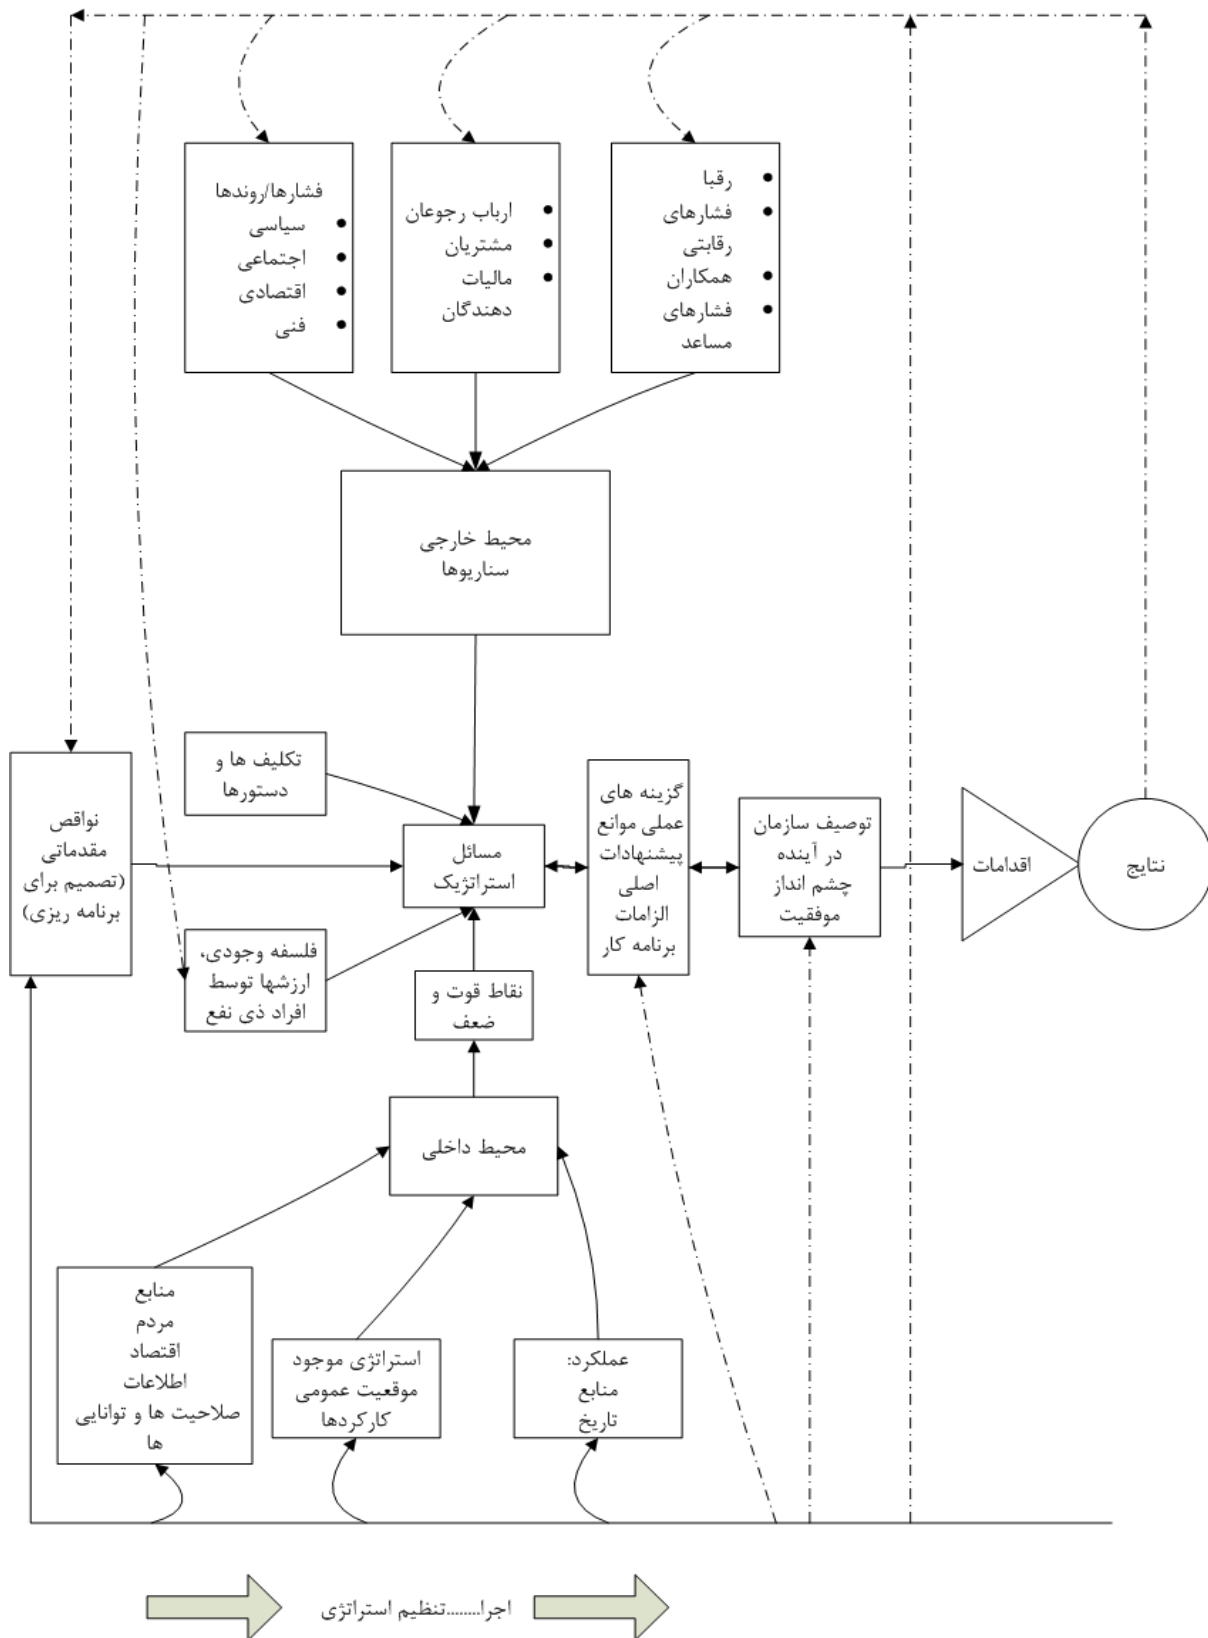 فشارها/روندها
سیاسی
اجتماعی
اقتصادی
فنی
ارباب رجوعان
مشتریان
مالیات
دهندگان
رقبا
فشارهای
رقابتی
همکاران
فشارهای
مساعد
محیط خارجی
سناریوها
نواقص
مقدماتی
(تصمیم برای
برنامه ریزی)
تکلیف ها و
دستورها
مسائل
استراتژیک
فلسفه وجودی،
ارزشها توسط
افراد ذی نفع
گزینه های
عملی موانع
پیشنهادات
اصلی
الزامات
برنامه کار
توصیف سازمان
در آینده
چشم انداز
موفقیت
اقدامات
نتایج
نقاط قوت و
ضعف
محیط داخلی
منابع
مردم
اقتصاد
اطلاعات
صلاحیت ها و توانایی
ها
استراتژی موجود
موقعیت عمومی
کارکردها
عملکرد:
منابع
تاریخ
اجرا........تنظیم استراتژی